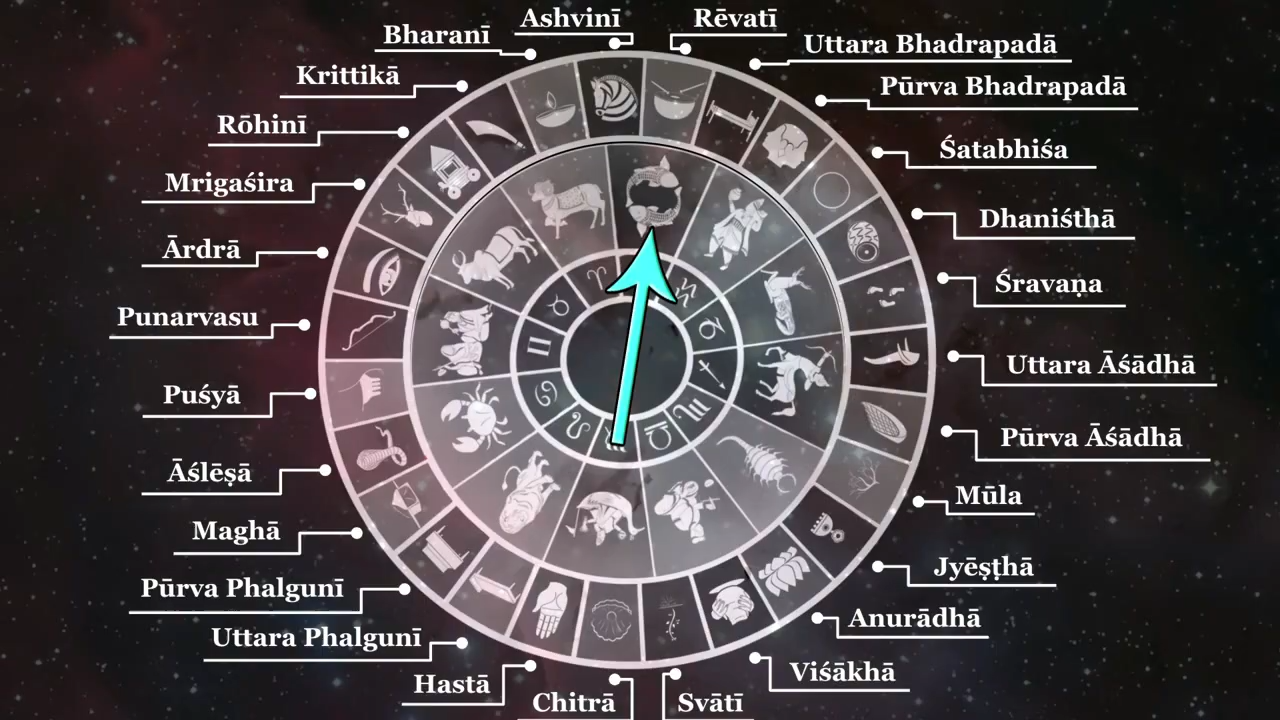 Ashvinī
Rēvatī
Bharanī
Uttara Bhadrapadā
Krittikā
Pūrva Bhadrapadā
Rōhinī
Śatabhiśa
Mrigaśira
Dhaniśthā
Ārdrā
Śravaṇa
Punarvasu
Uttara Āśādhā
Puśyā
Pūrva Āśādhā
Āślēṣā
Mūla
Maghā
Jyēṣṭhā
Pūrva Phalgunī
Anurādhā
Uttara Phalgunī
Viśākhā
Hastā
Chitrā
Svātī